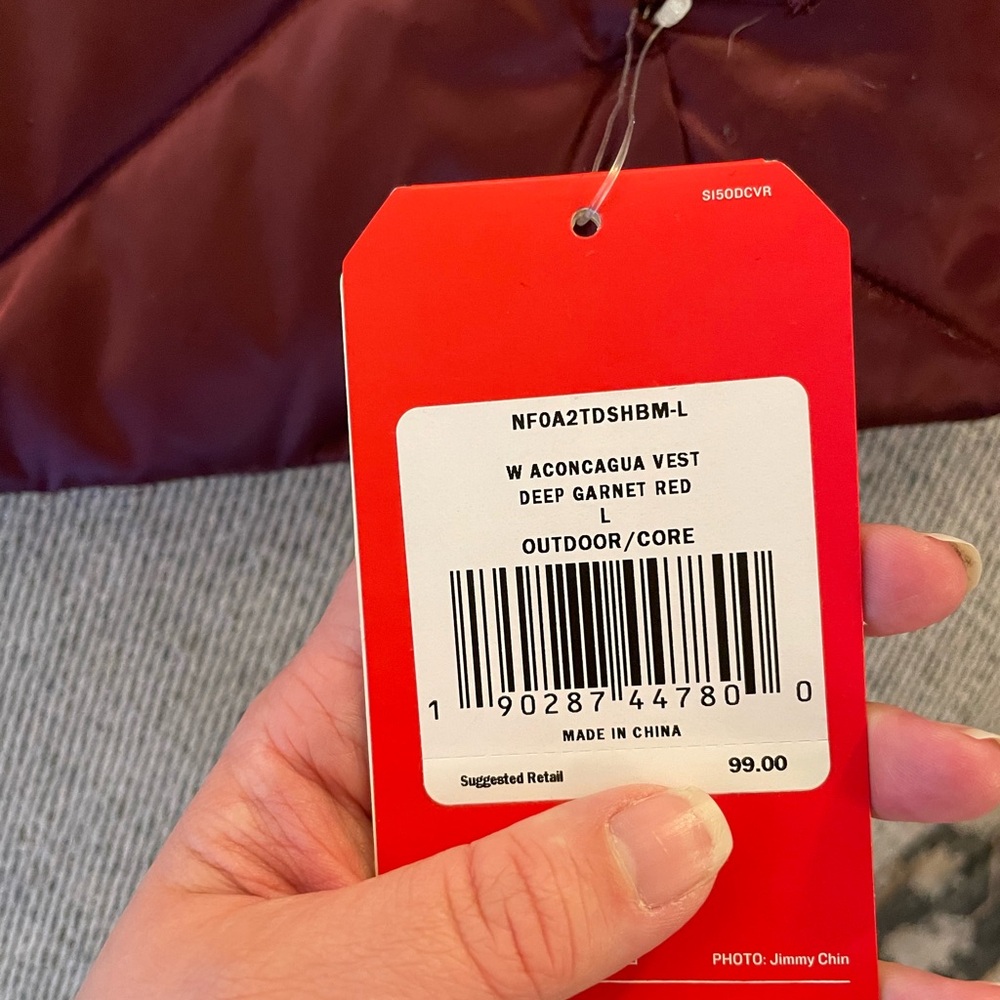 SI50DCVR
NF0A2TDSHBM-L
W ACONCAGUA VEST
DEEP GARNET RED
L
OUTDOOR/CORE
1 90287 44780 0
MADE IN CHINA
Suggested Retail 99.00
PHOTO: Jimmy Chin